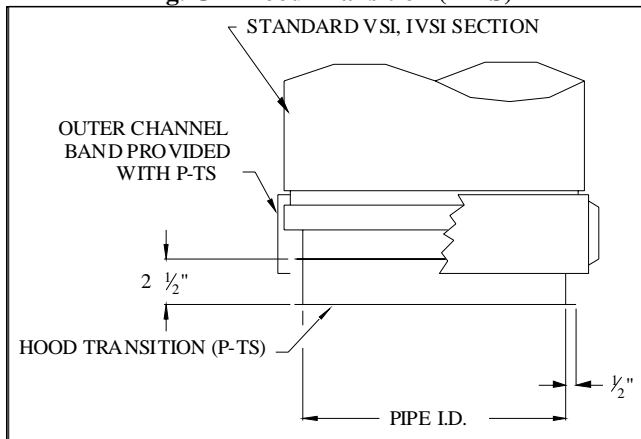 STANDARD VSI, IVSI SECTION
OUTER CHANNEL
BAND PROVIDED
WITH P-TS
2 ½"
HOOD TRANSITION (P-TS)
½"
PIPE I.D.